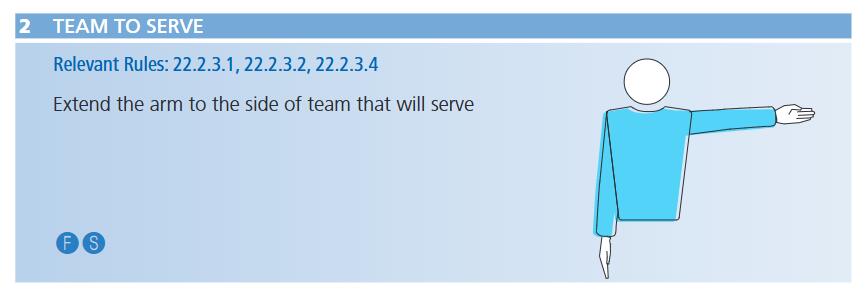 2 TEAM TO SERVE
Relevant Rules: 22.2.3.1, 22.2.3.2, 22.2.3.4
Extend the arm to the side of team that will serve
F S